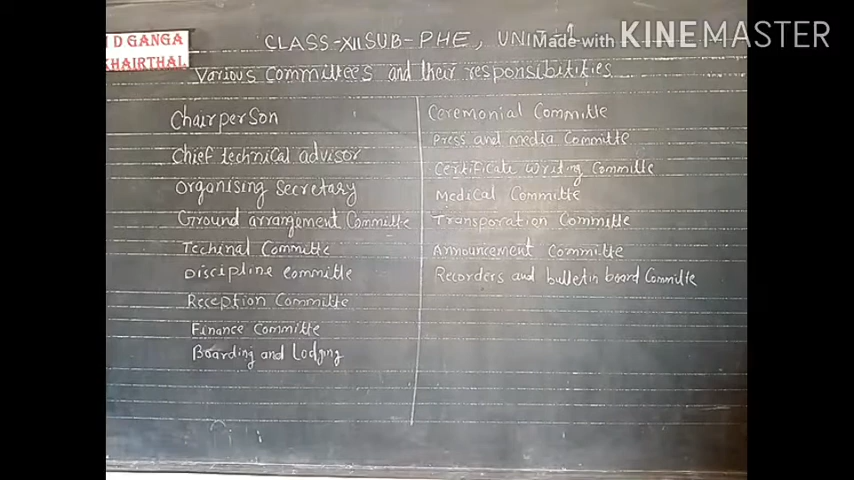 D GANGA
KHAIRTHAL
Made with KINEMASTER
CLASS-XII SUB-PHE, UNIT-
Various Committees and their responsibitities
Chairperson
Chief technical advisor
Organising Secretary
Ground arrangement Committe
Techinal Committe
Discipline Committe
Reception Committe
Finance Committe
Boarding and Lodging
Ceremonial Committe
Press and media Committe
Certificate writing Committe
Medical Committe
Transporation Committe
Announcement Committe
Recorders and bulletin board Committe